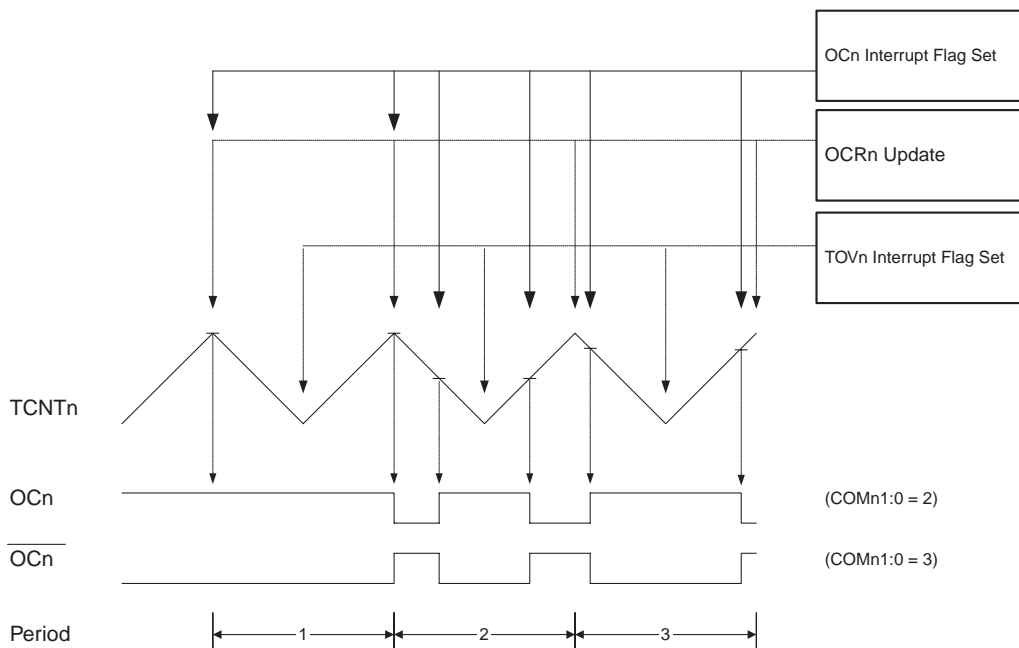 OCn Interrupt Flag Set
OCRn Update
TOVn Interrupt Flag Set
TCNTn
OCn
(COMn1:0 = 2)
OCn
(COMn1:0 = 3)
Period
1
2
3